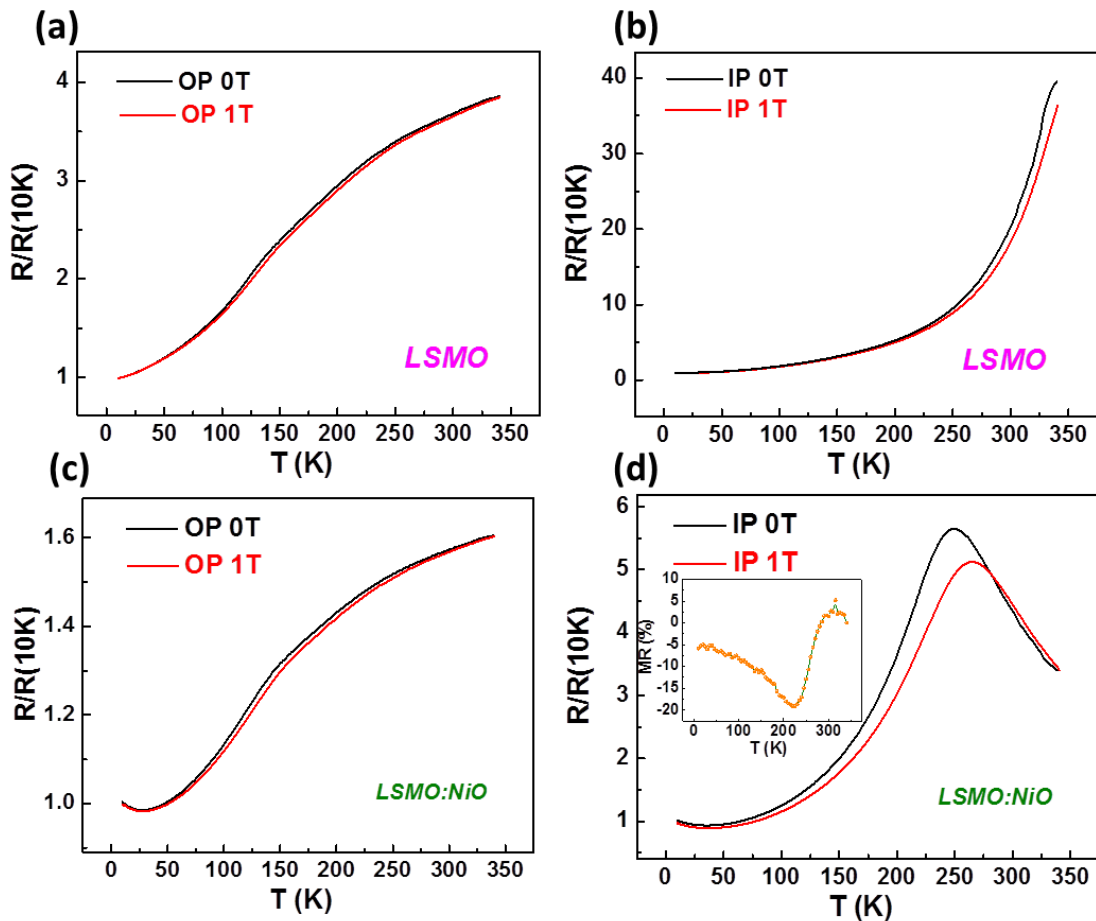 (a)
OP 0T
OP 1T
R/R(10K)
4
3
2
1
LSMO
0 50 100 150 200 250 300 350
T (K)
(b)
IP 0T
IP 1T
R/R(10K)
40
30
20
10
0
LSMO
0 50 100 150 200 250 300 350
T (K)
(c)
OP 0T
OP 1T
R/R(10K)
1.6
1.4
1.2
1.0
LSMO:NiO
0 50 100 150 200 250 300 350
T (K)
(d)
IP 0T
IP 1T
R/R(10K)
6
5
4
3
2
1
0
MR (%)
10
5
0
-5
-10
-15
-20
0 100 200 300
T (K)
LSMO:NiO
0 50 100 150 200 250 300 350
T (K)